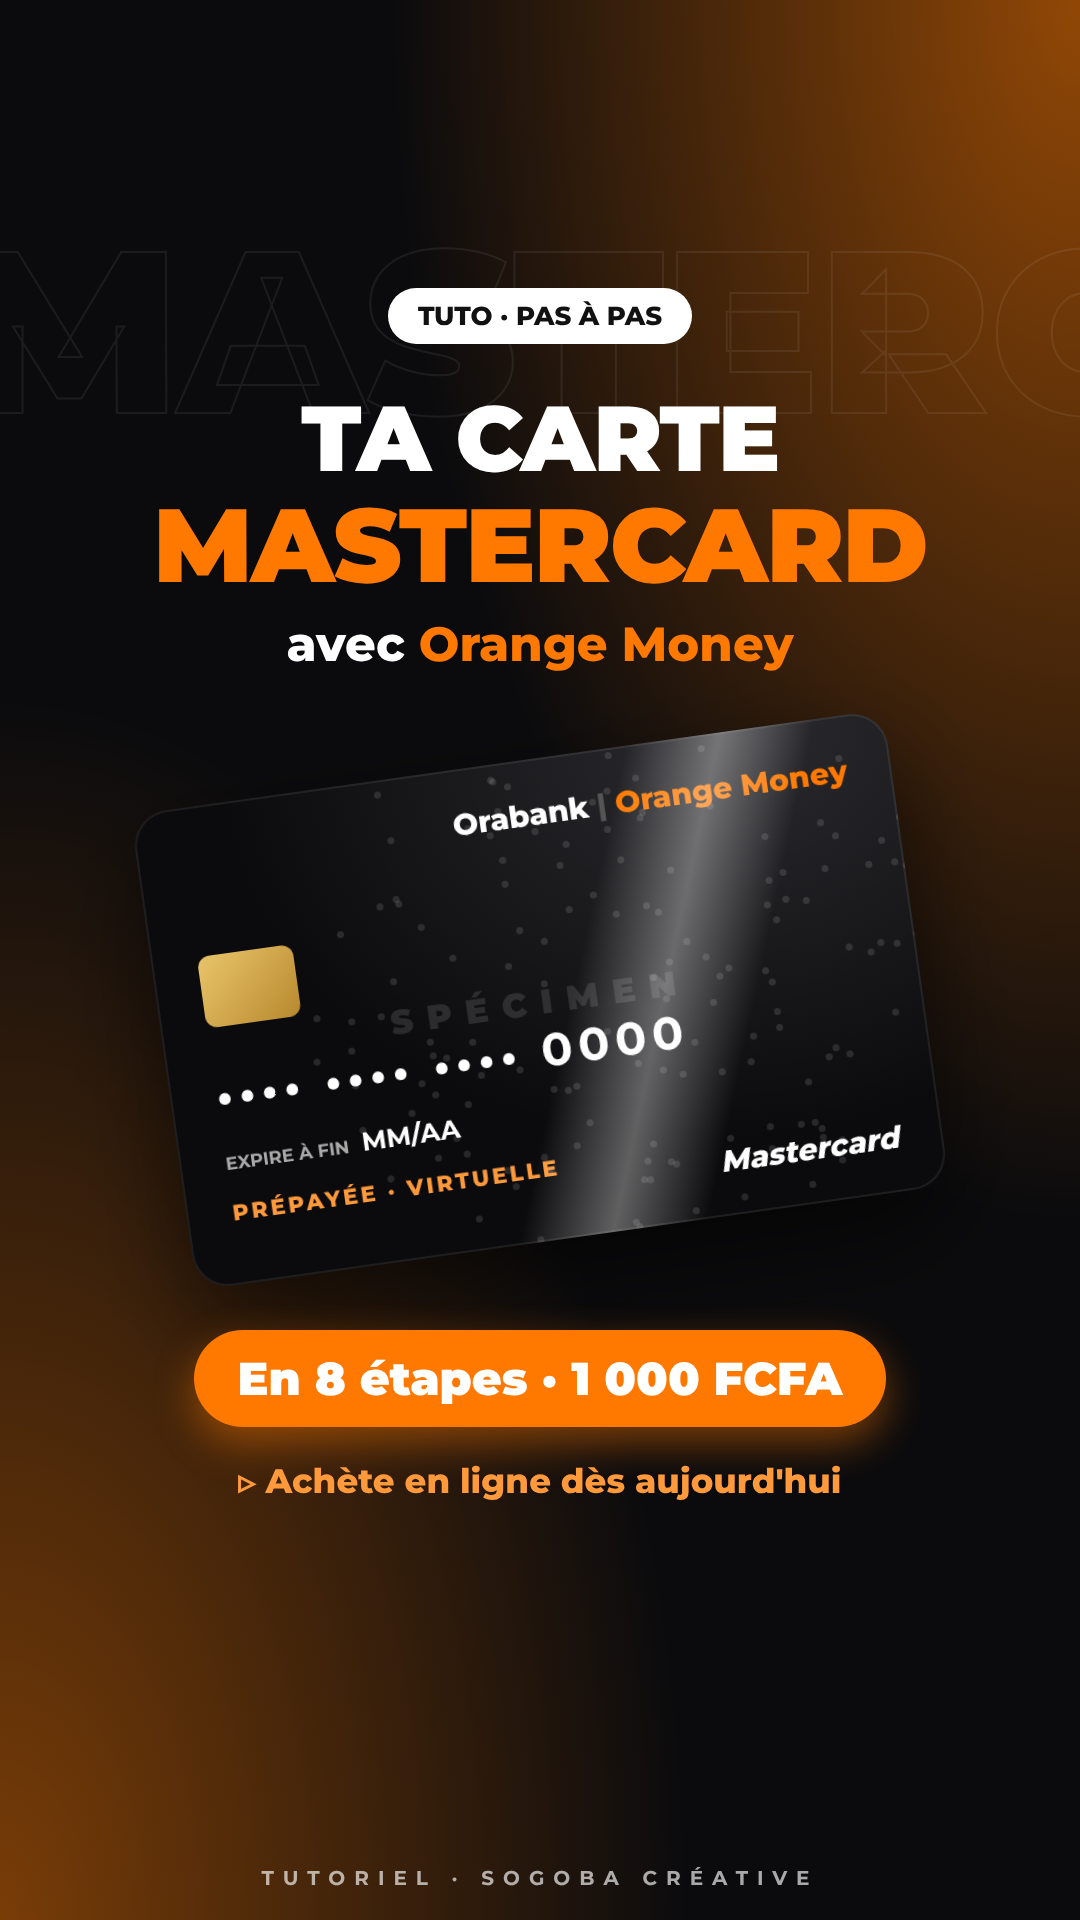 MASTERC
TUTO · PAS À PAS
TA CARTE
MASTERCARD
avec Orange Money
Orabank | Orange Money
SPÉCIMEN
•••• •••• •••• 0000
EXPIRE À FIN MM/AA
PRÉPAYÉE · VIRTUELLE
Mastercard
En 8 étapes · 1 000 FCFA
▹ Achète en ligne dès aujourd'hui
TUTORIEL · SOGOBA CRÉATIVE